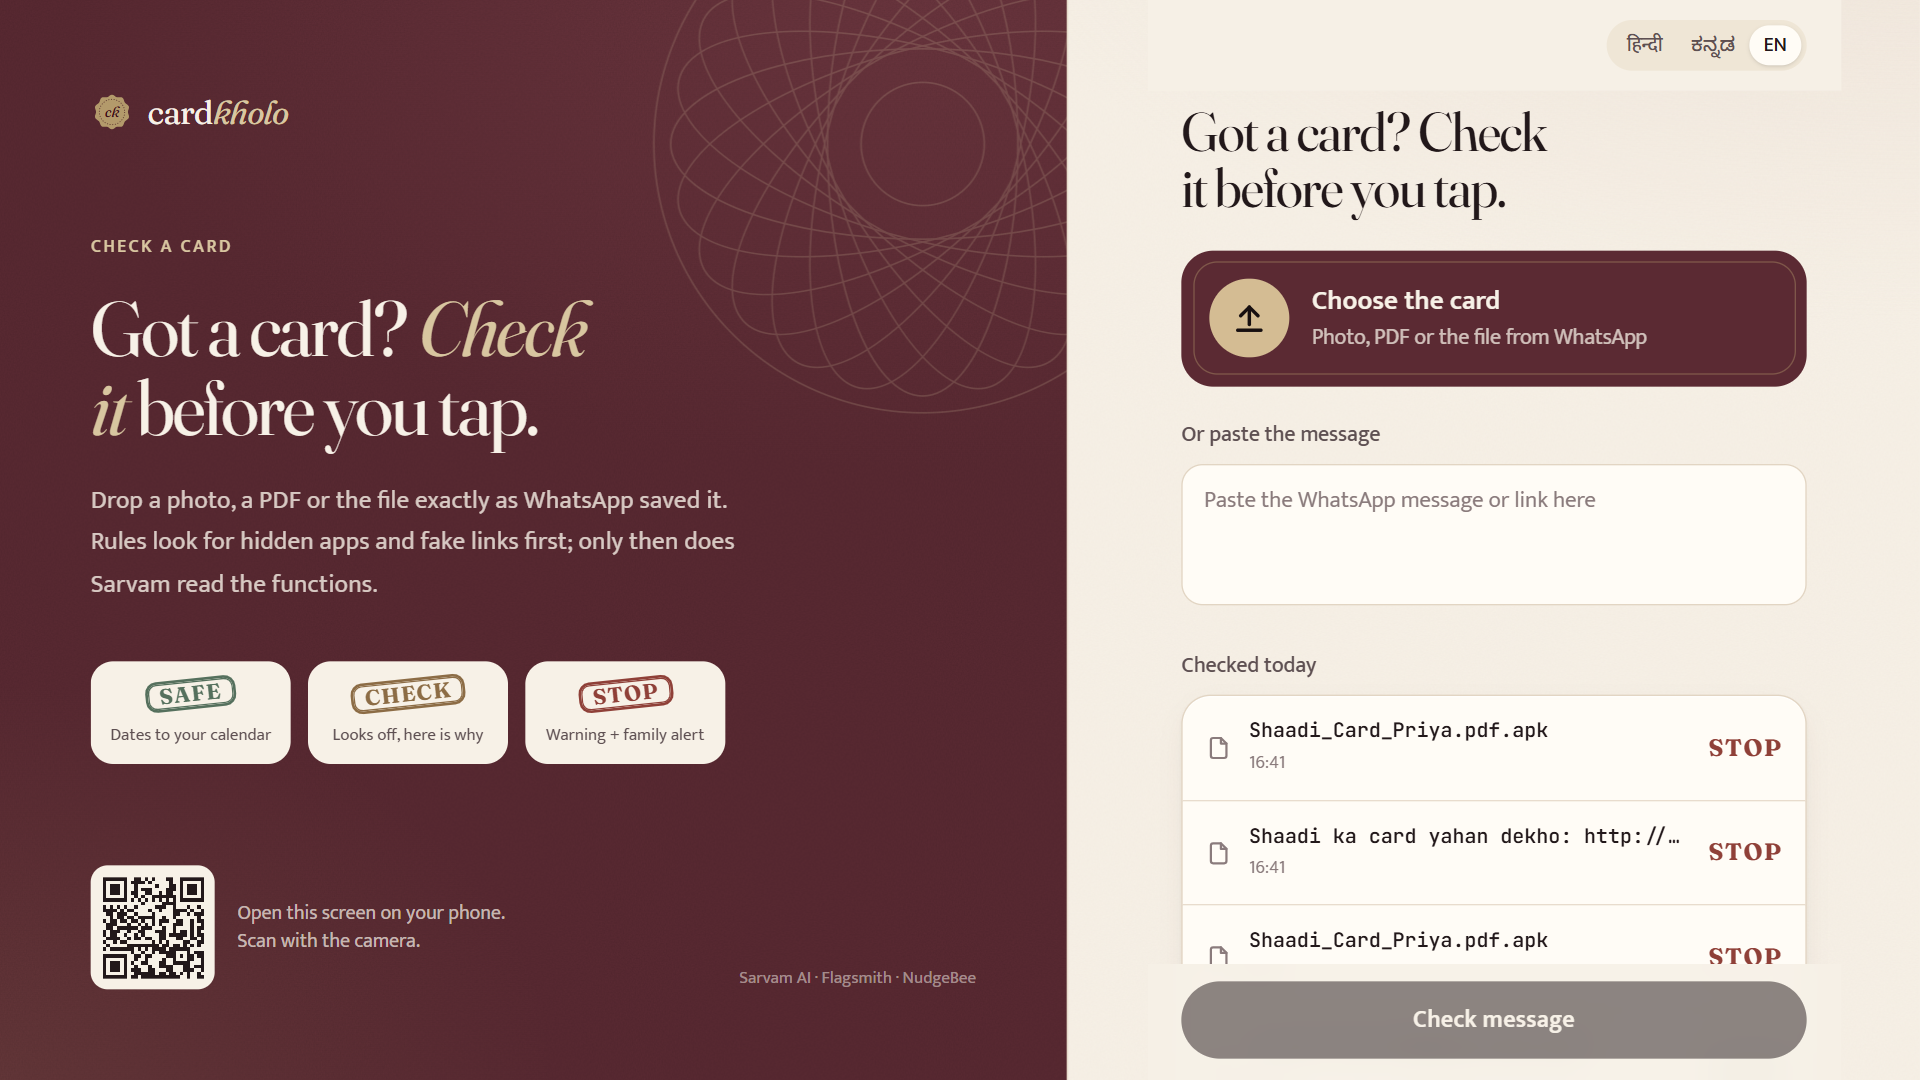 ck cardkholo
CHECK A CARD
Got a card? Check
it before you tap.
Drop a photo, a PDF or the file exactly as WhatsApp saved it.
Rules look for hidden apps and fake links first; only then does
Sarvam read the functions.
SAFE
Dates to your calendar
CHECK
Looks off, here is why
STOP
Warning + family alert
Open this screen on your phone.
Scan with the camera.
Sarvam AI · Flagsmith · NudgeBee
हिन्दी ಕನ್ನಡ EN
Got a card? Check
it before you tap.
Choose the card
Photo, PDF or the file from WhatsApp
Or paste the message
Paste the WhatsApp message or link here
Checked today
Shaadi_Card_Priya.pdf.apk
16:41
STOP
Shaadi ka card yahan dekho: http://…
16:41
STOP
Shaadi_Card_Priya.pdf.apk
STOP
Check message